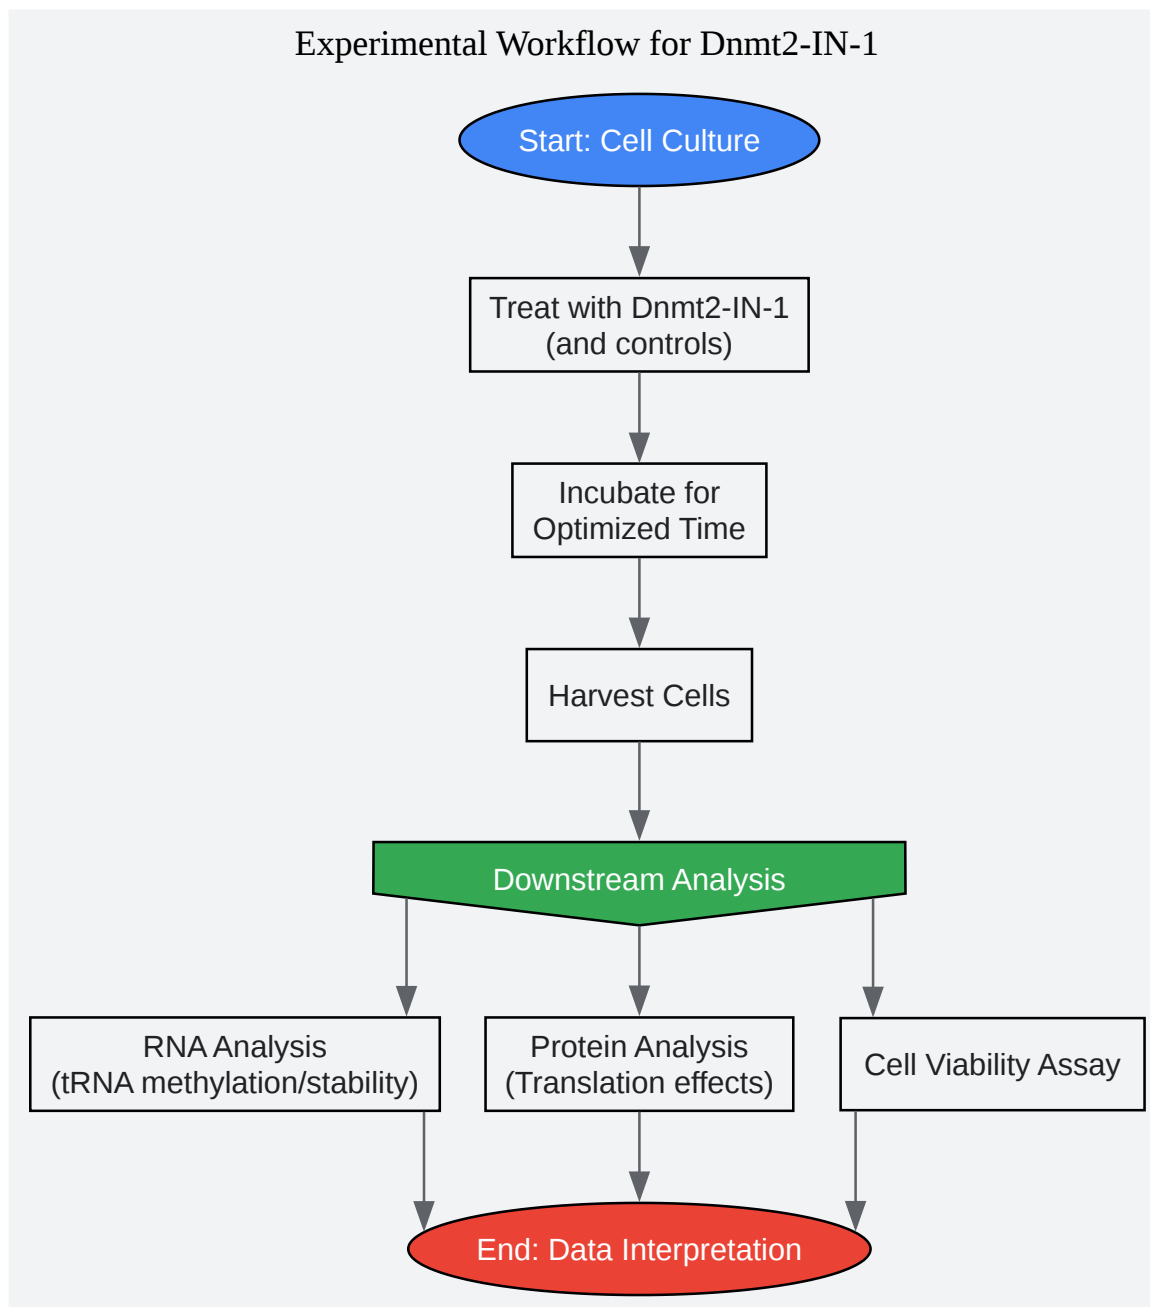 Experimental Workflow for Dnmt2-IN-1
Start: Cell Culture
Treat with Dnmt2-IN-1
(and controls)
Incubate for
Optimized Time
Harvest Cells
Downstream Analysis
RNA Analysis
(tRNA methylation/stability)
Protein Analysis
(Translation effects)
Cell Viability Assay
End: Data Interpretation